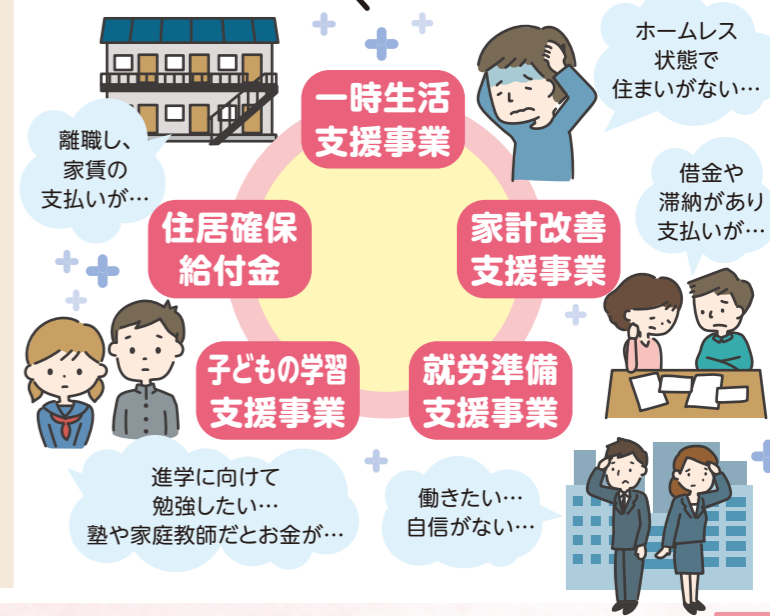 ホームレス
状態で
住まいがない…
一時生活
支援事業
離職し、
家賃の
支払いが…
借金や
滞納があり
支払いが…
住居確保
給付金
家計改善
支援事業
子どもの学習
支援事業
就労準備
支援事業
進学に向けて
勉強したい…
塾や家庭教師だとお金が…
働きたい…
自信がない…